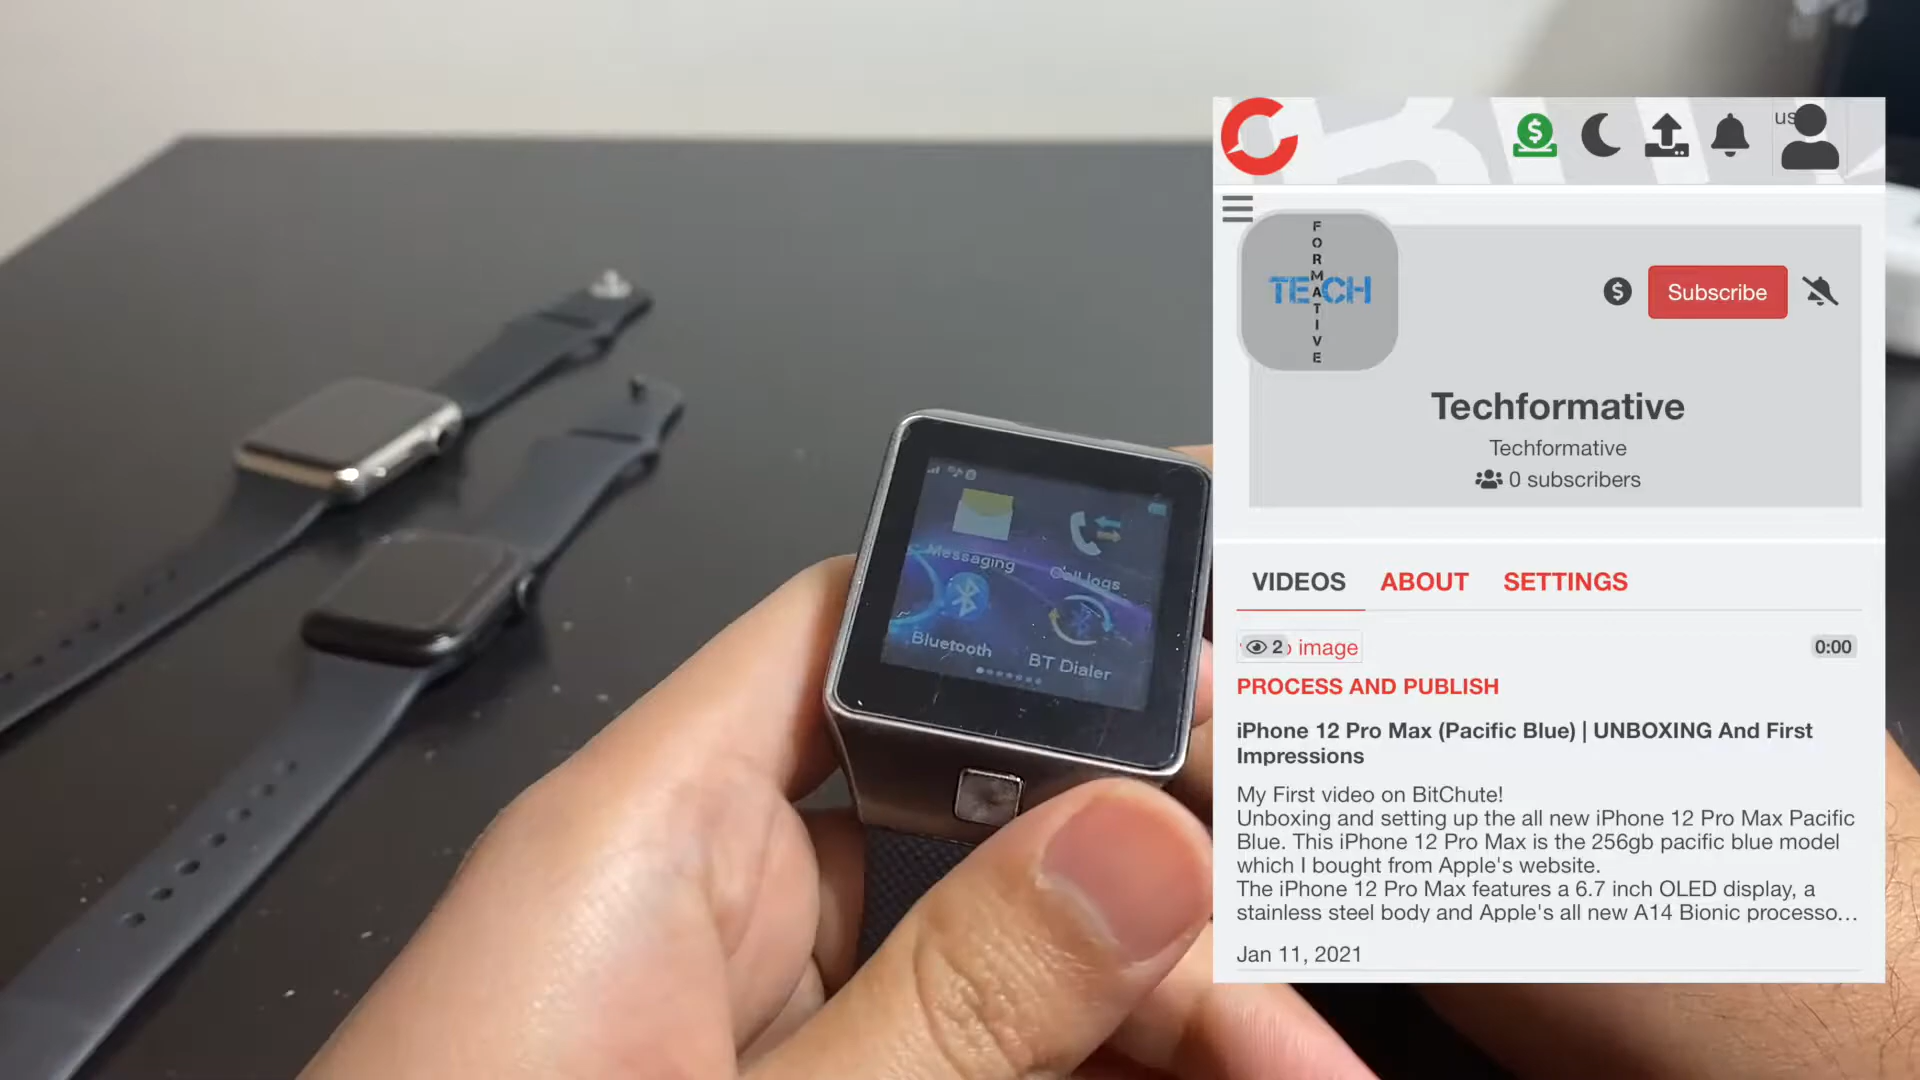 Messaging
Call logs
Bluetooth
BT Dialer
us
FORMATIVE
TECH
Subscribe
Techformative
Techformative
0 subscribers
VIDEOS ABOUT SETTINGS
2 image 0:00
PROCESS AND PUBLISH
iPhone 12 Pro Max (Pacific Blue) | UNBOXING And First
Impressions
My First video on BitChute!
Unboxing and setting up the all new iPhone 12 Pro Max Pacific
Blue. This iPhone 12 Pro Max is the 256gb pacific blue model
which I bought from Apple's website.
The iPhone 12 Pro Max features a 6.7 inch OLED display, a
stainless steel body and Apple's all new A14 Bionic processo...
Jan 11, 2021